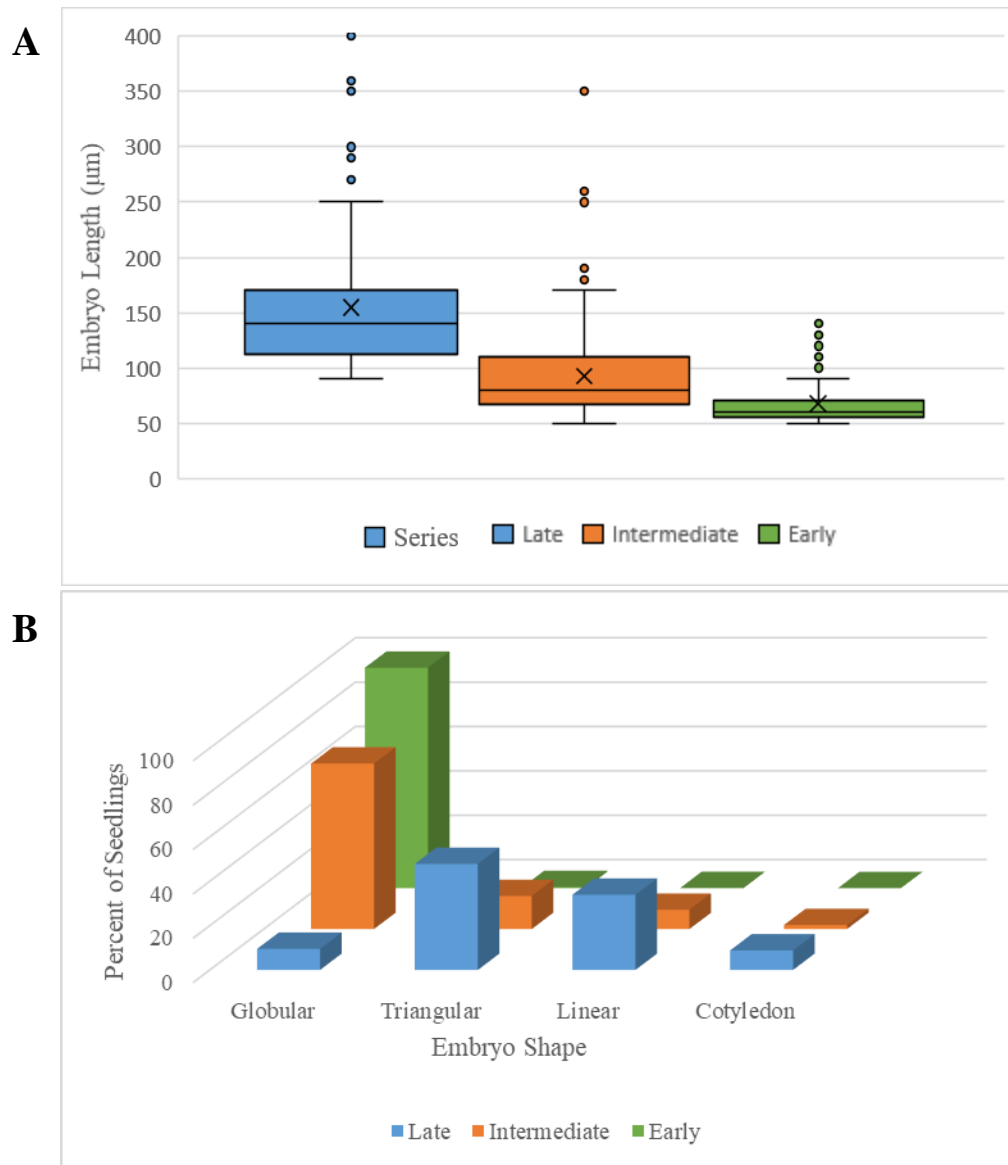 A
400
350
300
250
200
150
100
50
0
Embryo Length (μm)
Series Late Intermediate Early
B
100
80
60
40
20
0
Percent of Seedlings
Globular Triangular Linear Cotyledon
Embryo Shape
Late Intermediate Early